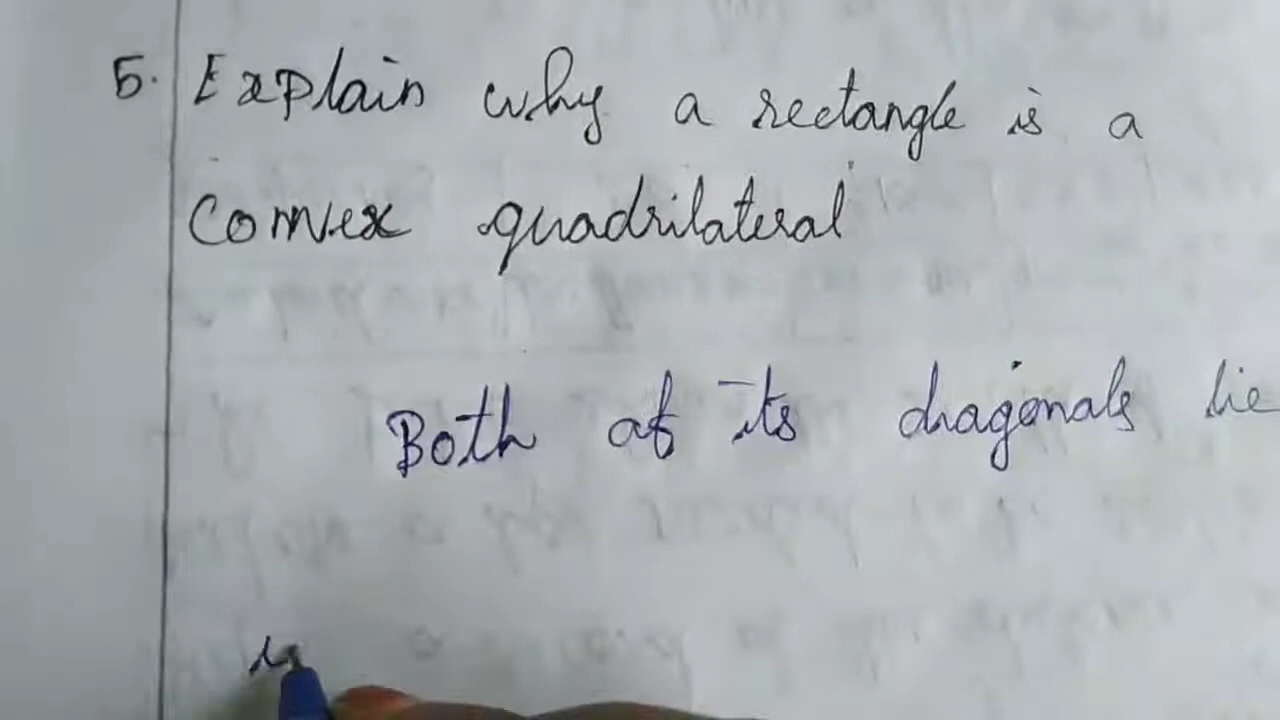 5. Explain why a rectangle is a
Convex quadrilateral
Both of its diagonals lie